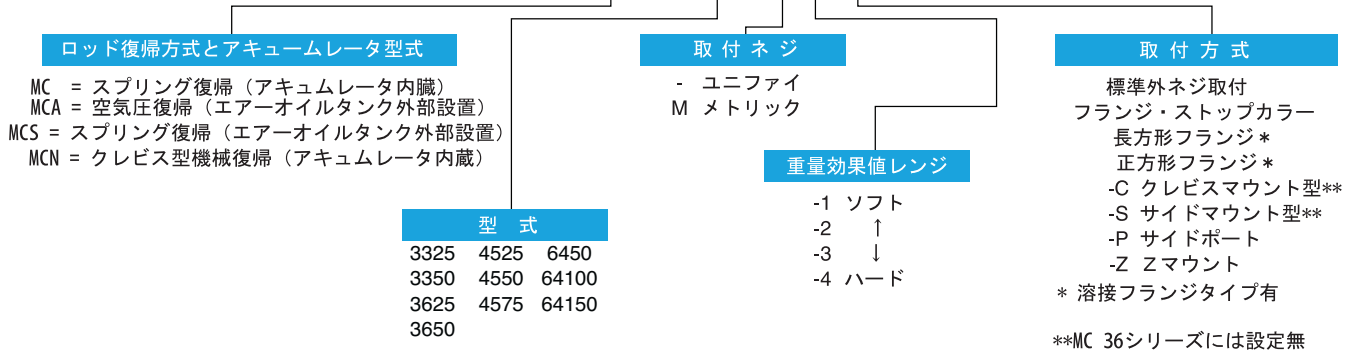 ロッド復帰方式とアキュームレータ型式
MC = スプリング復帰（アキュムレータ内臓）
MCA = 空気圧復帰（エアーオイルタンク外部設置）
MCS = スプリング復帰（エアーオイルタンク外部設置）
MCN = クレビス型機械復帰（アキュムレータ内蔵）
型 式
3325 4525 6450
3350 4550 64100
3625 4575 64150
3650
取 付 ネ ジ
- ユニファイ
M メトリック
重量効果値レンジ
-1 ソフト
-2 ↑
-3 ↓
-4 ハード
取 付 方 式
標準外ネジ取付
フランジ・ストップカラー
長方形フランジ*
正方形フランジ*
-C クレビスマウント型**
-S サイドマウント型**
-P サイドポート
-Z Zマウント
* 溶接フランジタイプ有
**MC 36シリーズには設定無